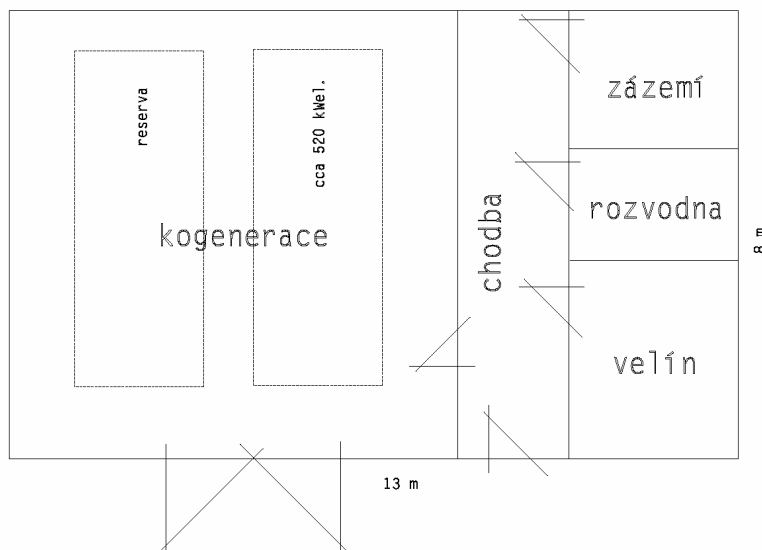 zázemí
reserva
cca 520 kWel.
rozvodna
kogenerace
chodba
8 m
velín
13 m